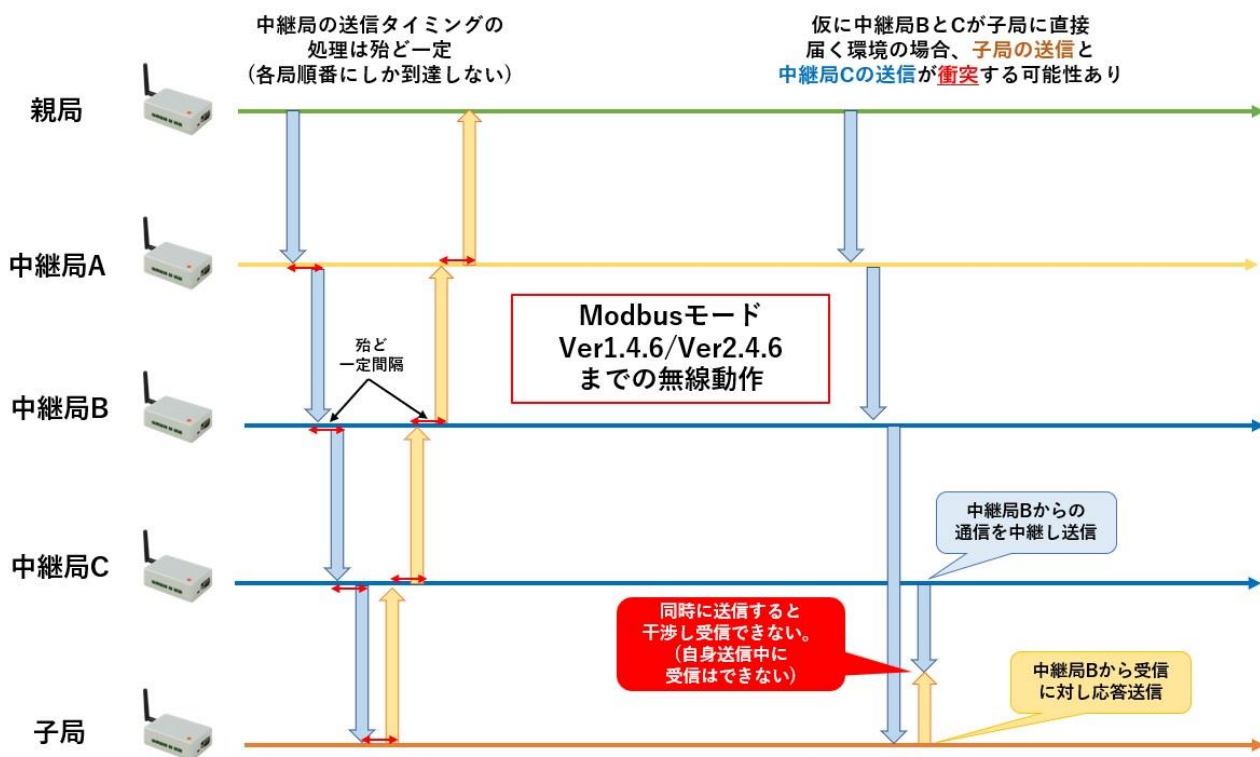 中継局の送信タイミングの
処理は殆ど一定
（各局順番にしか到達しない）
仮に中継局BとCが子局に直接
届く環境の場合、子局の送信と
中継局Cの送信が衝突する可能性あり
親局
中継局A
Modbusモード
Ver1.4.6/Ver2.4.6
までの無線動作
殆ど
一定間隔
中継局B
中継局Bからの
通信を中継し送信
中継局C
同時に送信すると
干渉し受信できない。
(自身送信中に
受信はできない)
中継局Bから受信
に対し応答送信
子局